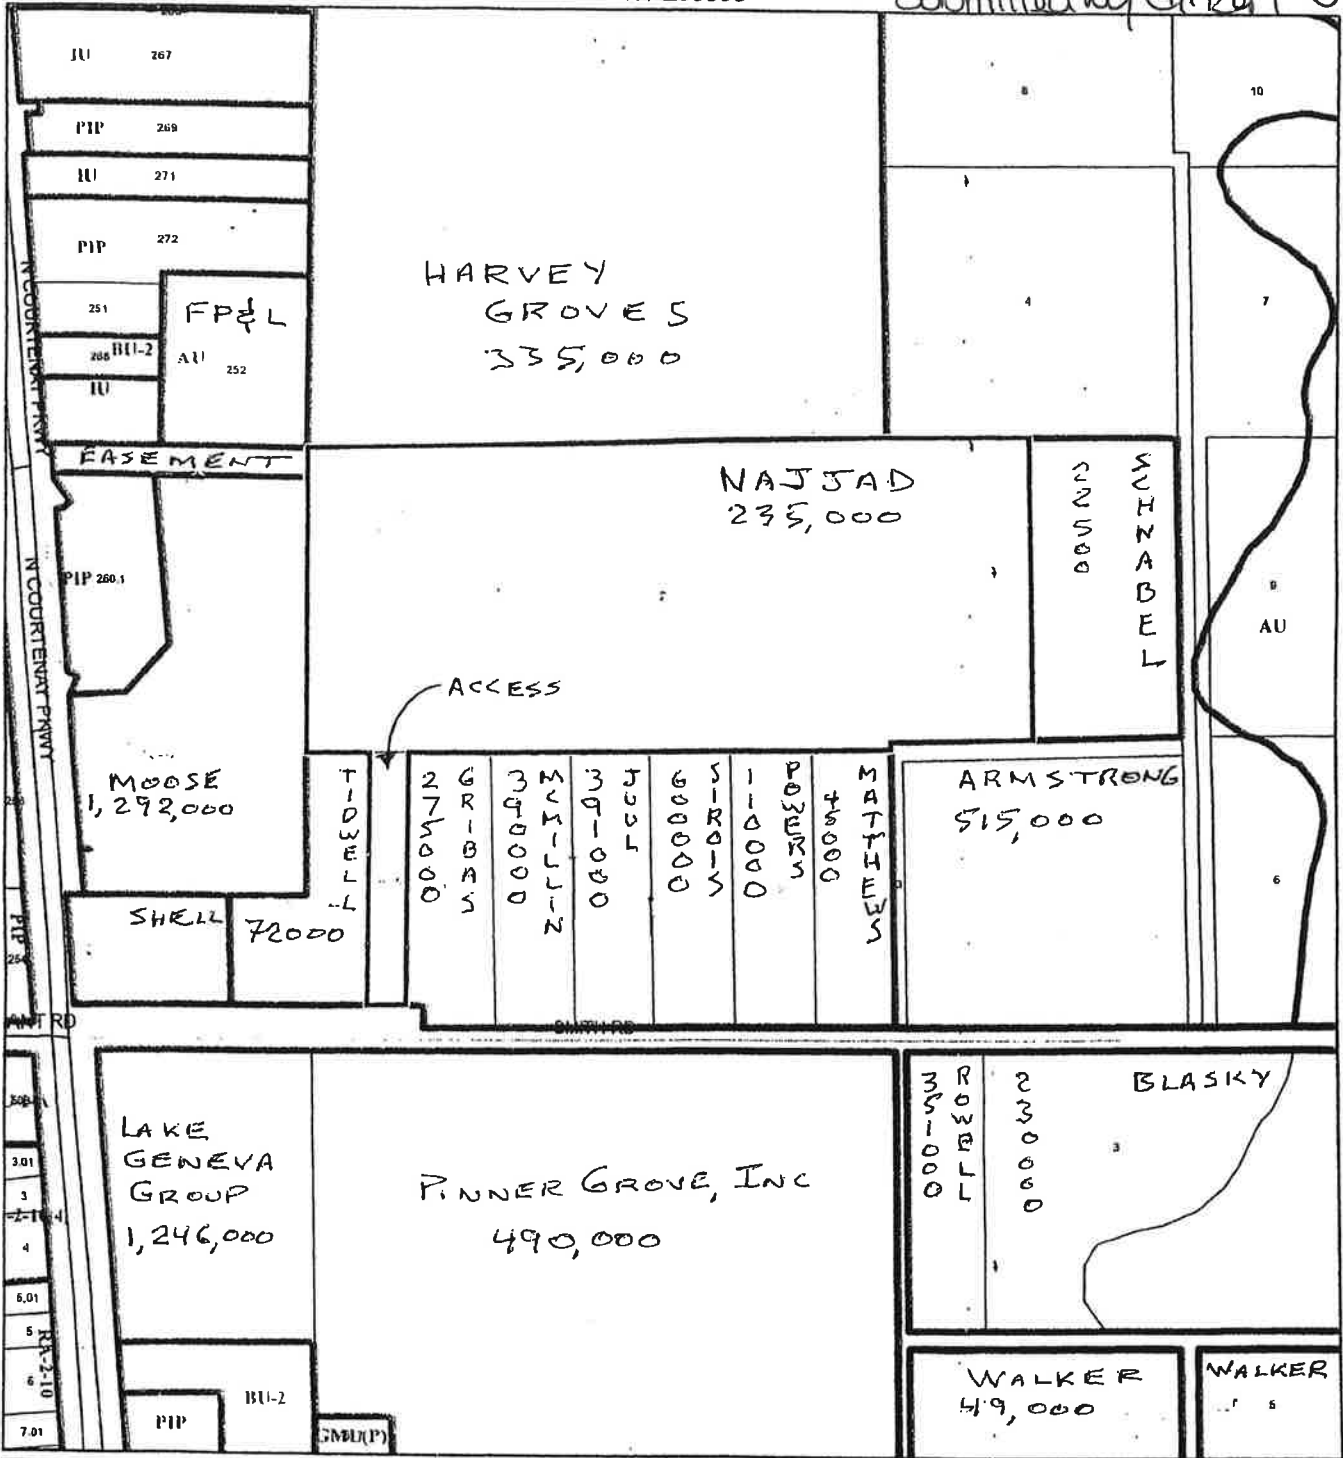 Submitted by
IU 267
PIP 269
IU 271
PIP 272
251
BU-2
IU
FP&L
AU 252
N COURTENAY PKWY
EASEMENT
HARVEY
GROVES
335,000
8
10
4
7
NAJJAD
235,000
SCHNABEL
22500
9
AU
PIP 260.1
N COURTENAY PKWY
ACCESS
MOOSE
1,292,000
TIDWELL
72000
SHELL
GRIBAS
275000
MCMILLIN
390000
JUUL
391000
SIROIS
600000
POWERS
110000
MATTHEWS
45000
ARMSTRONG
515,000
6
PIP
SMITH RD
LAKE
GENEVA
GROUP
1,246,000
PINNER GROVE, INC
490,000
ROWELL
351000
BLASKY
230000
3
3.01
3
4
5.01
5
6
7.01
RA-2-10
BU-2
PIP
GML(P)
WALKER
49,000
WALKER
5